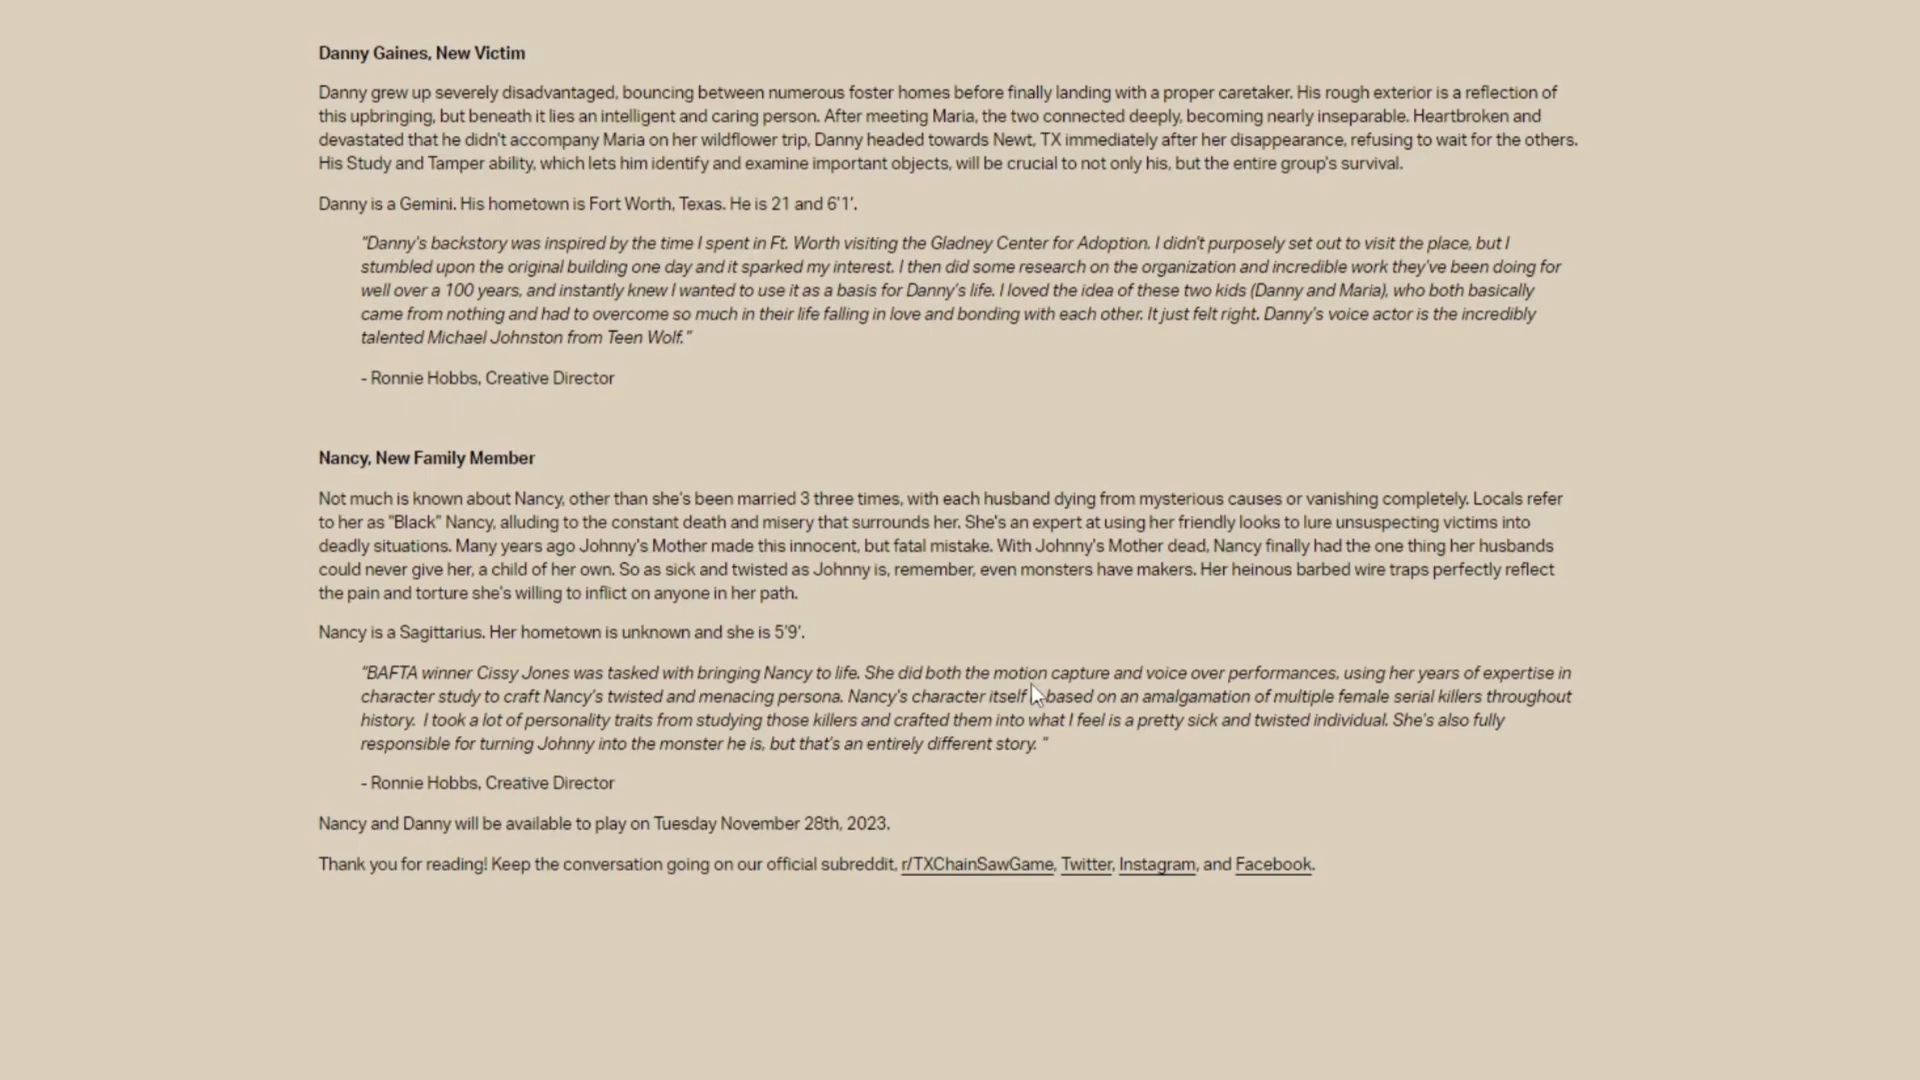 Danny Gaines, New Victim
Danny grew up severely disadvantaged, bouncing between numerous foster homes before finally landing with a proper caretaker. His rough exterior is a reflection of
this upbringing, but beneath it lies an intelligent and caring person. After meeting Maria, the two connected deeply, becoming nearly inseparable. Heartbroken and
devastated that he didn't accompany Maria on her wildflower trip, Danny headed towards Newt, TX immediately after her disappearance, refusing to wait for the others.
His Study and Tamper ability, which lets him identify and examine important objects, will be crucial to not only his, but the entire group's survival.
Danny is a Gemini. His hometown is Fort Worth, Texas. He is 21 and 6'1'.
"Danny's backstory was inspired by the time I spent in Ft. Worth visiting the Gladney Center for Adoption. I didn't purposely set out to visit the place, but I
stumbled upon the original building one day and it sparked my interest. I then did some research on the organization and incredible work they've been doing for
well over a 100 years, and instantly knew I wanted to use it as a basis for Danny's life. I loved the idea of these two kids (Danny and Maria), who both basically
came from nothing and had to overcome so much in their life falling in love and bonding with each other. It just felt right. Danny's voice actor is the incredibly
talented Michael Johnston from Teen Wolf."
- Ronnie Hobbs, Creative Director
Nancy, New Family Member
Not much is known about Nancy, other than she's been married 3 three times, with each husband dying from mysterious causes or vanishing completely. Locals refer
to her as "Black" Nancy, alluding to the constant death and misery that surrounds her. She's an expert at using her friendly looks to lure unsuspecting victims into
deadly situations. Many years ago Johnny's Mother made this innocent, but fatal mistake. With Johnny's Mother dead, Nancy finally had the one thing her husbands
could never give her, a child of her own. So as sick and twisted as Johnny is, remember, even monsters have makers. Her heinous barbed wire traps perfectly reflect
the pain and torture she's willing to inflict on anyone in her path.
Nancy is a Sagittarius. Her hometown is unknown and she is 5'9'.
"BAFTA winner Cissy Jones was tasked with bringing Nancy to life. She did both the motion capture and voice over performances, using her years of expertise in
character study to craft Nancy's twisted and menacing persona. Nancy's character itself based on an amalgamation of multiple female serial killers throughout
history. I took a lot of personality traits from studying those killers and crafted them into what I feel is a pretty sick and twisted individual. She's also fully
responsible for turning Johnny into the monster he is, but that's an entirely different story. "
- Ronnie Hobbs, Creative Director
Nancy and Danny will be available to play on Tuesday November 28th, 2023.
Thank you for reading! Keep the conversation going on our official subreddit, r/TXChainSawGame, Twitter, Instagram, and Facebook.